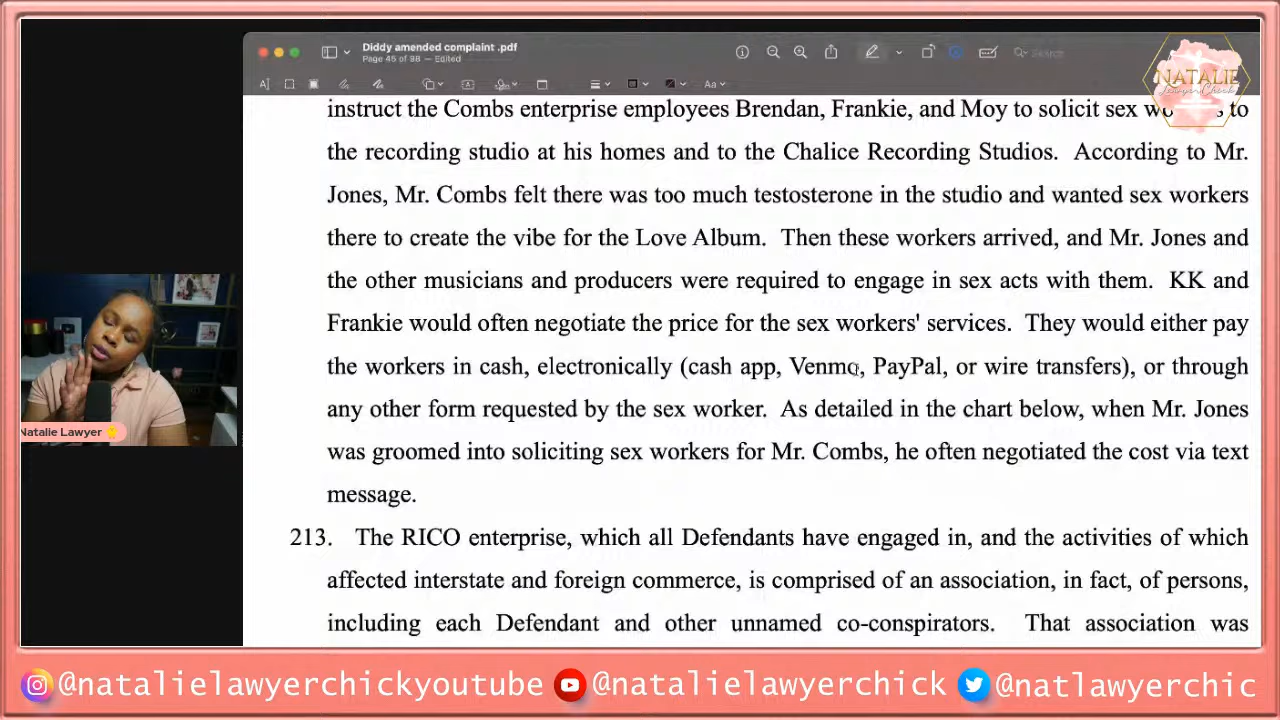 Diddy amended complaint .pdf
Page 45 of 98 — Edited
Search
Aa
NATALIE
LawyerChick
instruct the Combs enterprise employees Brendan, Frankie, and Moy to solicit sex to
the recording studio at his homes and to the Chalice Recording Studios. According to Mr.
Jones, Mr. Combs felt there was too much testosterone in the studio and wanted sex workers
there to create the vibe for the Love Album. Then these workers arrived, and Mr. Jones and
the other musicians and producers were required to engage in sex acts with them. KK and
Frankie would often negotiate the price for the sex workers' services. They would either pay
the workers in cash, electronically (cash app, Venmo, PayPal, or wire transfers), or through
any other form requested by the sex worker. As detailed in the chart below, when Mr. Jones
was groomed into soliciting sex workers for Mr. Combs, he often negotiated the cost via text
message.
213. The RICO enterprise, which all Defendants have engaged in, and the activities of which
affected interstate and foreign commerce, is comprised of an association, in fact, of persons,
including each Defendant and other unnamed co-conspirators. That association was
Natalie Lawyer
@natalielawyerchickyoutube @natalielawyerchick @natlawyerchic